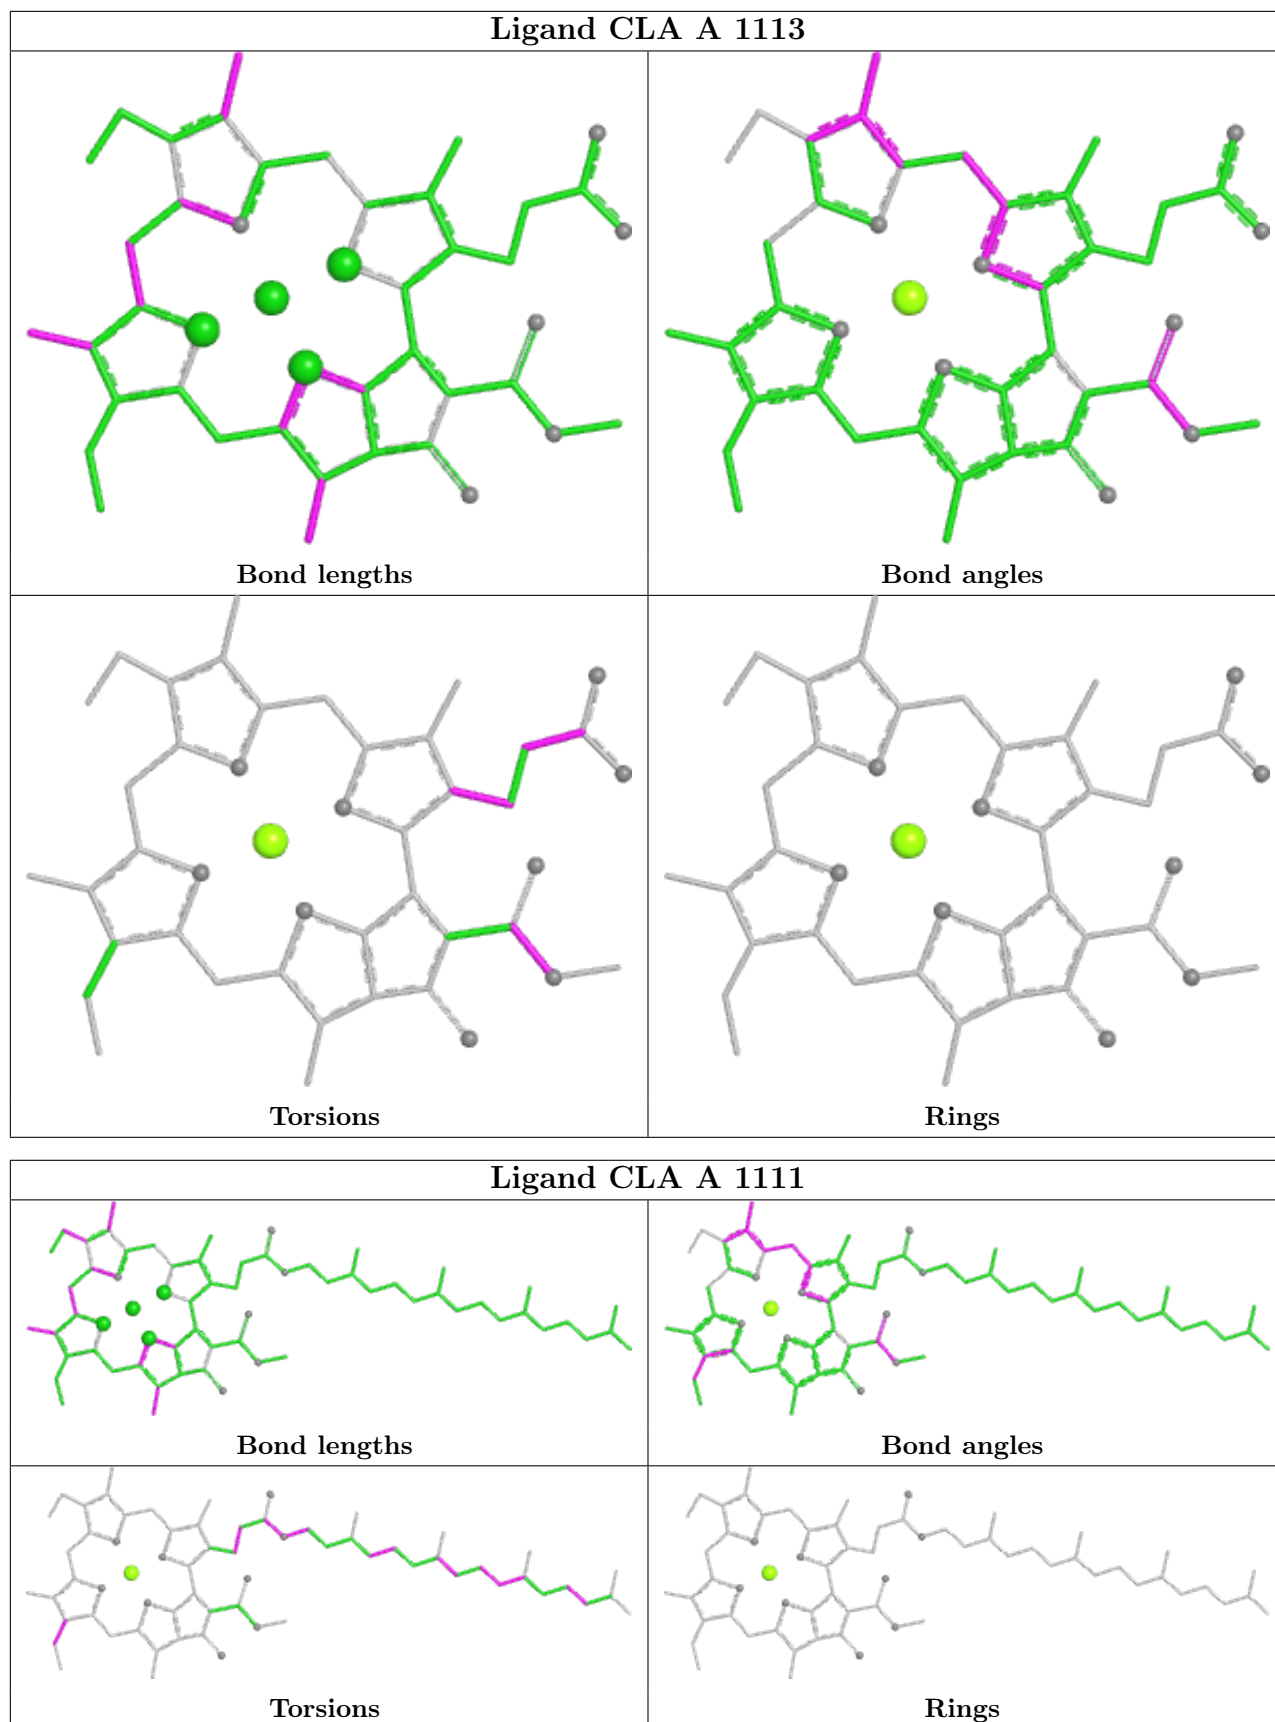 Ligand CLA A 1113
Bond lengths
Bond angles
Torsions
Rings
Ligand CLA A 1111
Bond lengths
Bond angles
Torsions
Rings